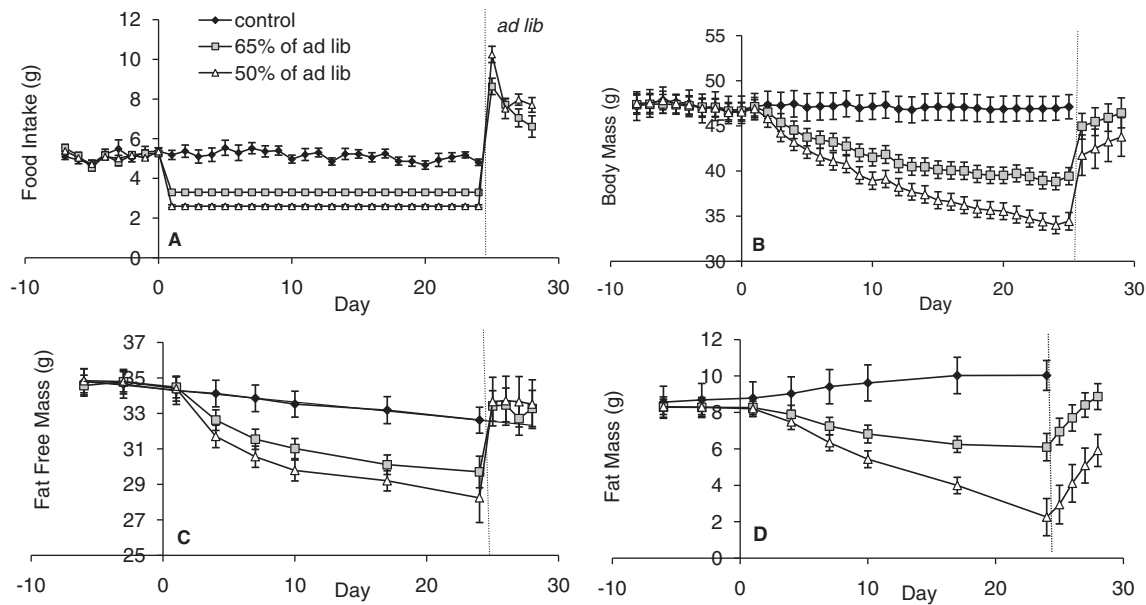 control
65% of ad lib
50% of ad lib
ad lib
Food Intake (g)
12
10
8
6
4
2
0
A
-10
0
10
20
30
Day
Body Mass (g)
55
50
45
40
35
30
B
-10
0
10
20
30
Day
Fat Free Mass (g)
37
35
33
31
29
27
25
C
-10
0
10
20
30
Day
Fat Mass (g)
12
10
8
6
4
2
0
D
-10
0
10
20
30
Day